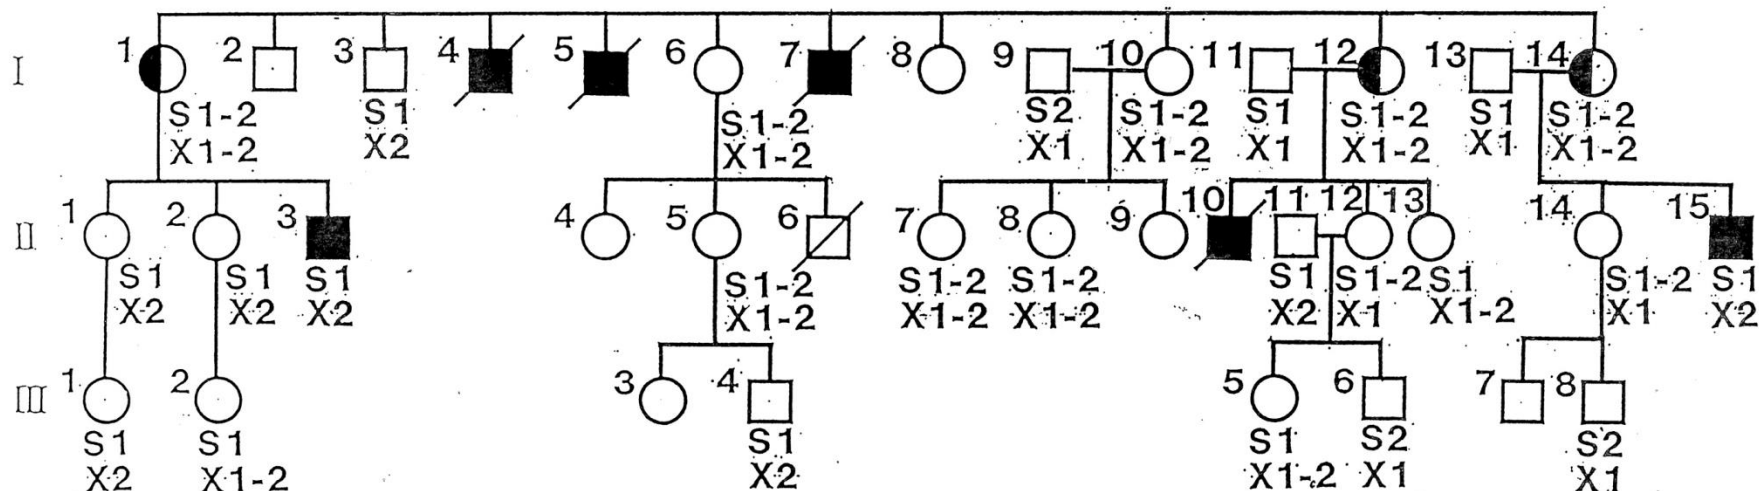 I 1 2 3 4 5 6 7 8 9 10 11 12 13 14
S1-2 S1 S1-2 S2 S1-2 S1 S1-2 S1 S1-2
X1-2 X2 X1-2 X1 X1-2 X1 X1-2 X1 X1-2
II 1 2 3 4 5 6 7 8 9 10 11 12 13 14 15
S1 S1 S1 S1-2 S1-2 S1-2 S1 S1-2 S1 S1-2 S1
X2 X2 X2 X1-2 X1-2 X1-2 X2 X1 X1-2 X1 X2
III 1 2 3 4 5 6 7 8
S1 S1 S1 S1 S2 S2
X2 X1-2 X2 X1-2 X1 X1